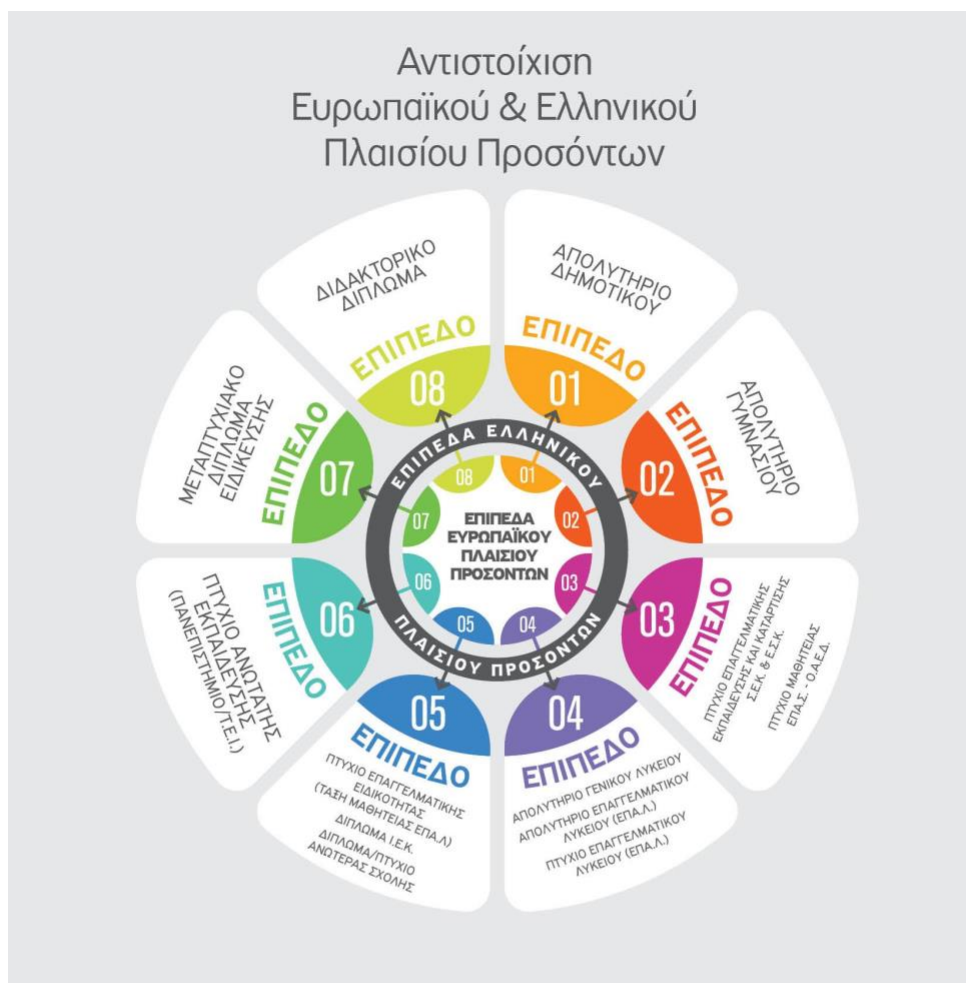 Αντιστοίχιση
Ευρωπαϊκού & Ελληνικού
Πλαισίου Προσόντων
ΑΠΟΛΥΤΗΡΙΟ
ΔΗΜΟΤΙΚΟΥ
ΕΠΙΠΕΔΟ
01
ΑΠΟΛΥΤΗΡΙΟ
ΓΥΜΝΑΣΙΟΥ
ΕΠΙΠΕΔΟ
02
ΕΠΙΠΕΔΟ
03
ΠΤΥΧΙΟ ΕΠΑΓΓΕΛΜΑΤΙΚΗΣ
ΕΚΠΑΙΔΕΥΣΗΣ ΚΑΙ ΚΑΤΑΡΤΙΣΗΣ
Σ.Ε.Κ. & Ε.Σ.Κ.
ΠΤΥΧΙΟ ΜΑΘΗΤΕΙΑΣ
ΕΠΑ.Σ. - Ο.Α.Ε.Δ.
04
ΕΠΙΠΕΔΟ
ΑΠΟΛΥΤΗΡΙΟ ΓΕΝΙΚΟΥ ΛΥΚΕΙΟΥ
ΑΠΟΛΥΤΗΡΙΟ ΕΠΑΓΓΕΛΜΑΤΙΚΟΥ
ΛΥΚΕΙΟΥ (ΕΠΑ.Λ.)
ΠΤΥΧΙΟ ΕΠΑΓΓΕΛΜΑΤΙΚΟΥ
ΛΥΚΕΙΟΥ (ΕΠΑ.Λ.)
05
ΕΠΙΠΕΔΟ
ΠΤΥΧΙΟ ΕΠΑΓΓΕΛΜΑΤΙΚΗΣ
ΕΙΔΙΚΟΤΗΤΑΣ
(ΤΑΞΗ ΜΑΘΗΤΕΙΑΣ ΕΠΑ.Λ)
ΔΙΠΛΩΜΑ Ι.Ε.Κ.
ΔΙΠΛΩΜΑ/ΠΤΥΧΙΟ
ΑΝΩΤΕΡΑΣ ΣΧΟΛΗΣ
06
ΕΠΙΠΕΔΟ
ΠΤΥΧΙΟ ΑΝΩΤΑΤΗΣ
ΕΚΠΑΙΔΕΥΣΗΣ
(ΠΑΝΕΠΙΣΤΗΜΙΟ/Τ.Ε.Ι.)
ΜΕΤΑΠΤΥΧΙΑΚΟ
ΔΙΠΛΩΜΑ
ΕΙΔΙΚΕΥΣΗΣ
ΕΠΙΠΕΔΟ
07
ΔΙΔΑΚΤΟΡΙΚΟ
ΔΙΠΛΩΜΑ
ΕΠΙΠΕΔΟ
08
ΕΠΙΠΕΔΑ ΕΛΛΗΝΙΚΟΥ
ΠΛΑΙΣΙΟΥ ΠΡΟΣΟΝΤΩΝ
01
02
03
04
05
06
07
08
ΕΠΙΠΕΔΑ
ΕΥΡΩΠΑΪΚΟΥ
ΠΛΑΙΣΙΟΥ
ΠΡΟΣΟΝΤΩΝ